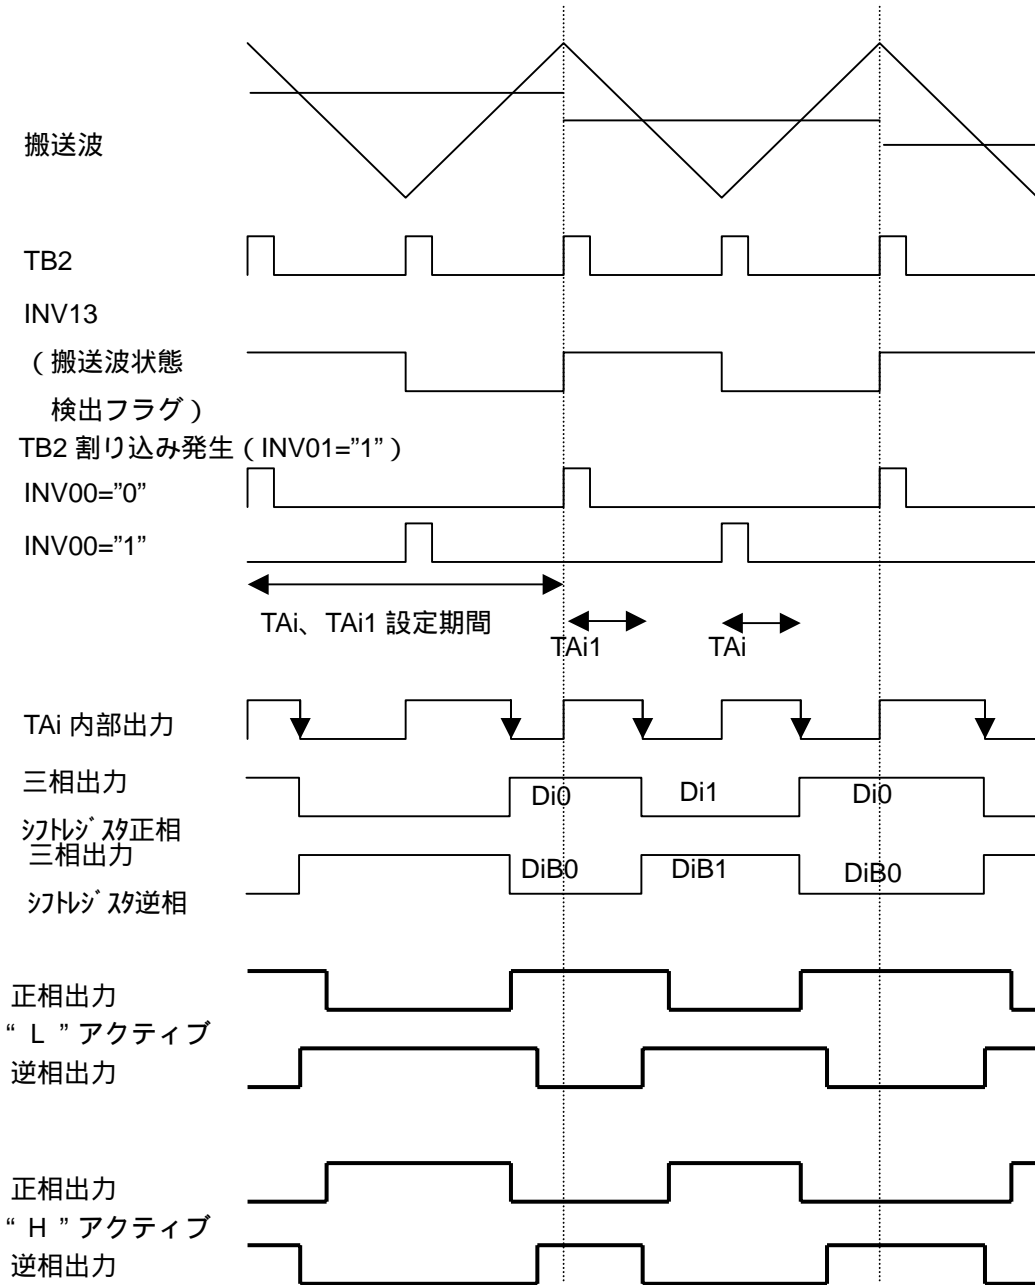 搬送波
TB2
INV13
（搬送波状態
検出フラグ）
TB2 割り込み発生（INV01=”1”）
INV00=”0”
INV00=”1”
TAi、TAi1 設定期間
TAi1
TAi
TAi 内部出力
三相出力
ｼﾌﾄﾚｼﾞｽﾀ正相
Di0
Di1
Di0
三相出力
ｼﾌﾄﾚｼﾞｽﾀ逆相
DiB0
DiB1
DiB0
正相出力
“ L ” アクティブ
逆相出力
正相出力
“ H ” アクティブ
逆相出力